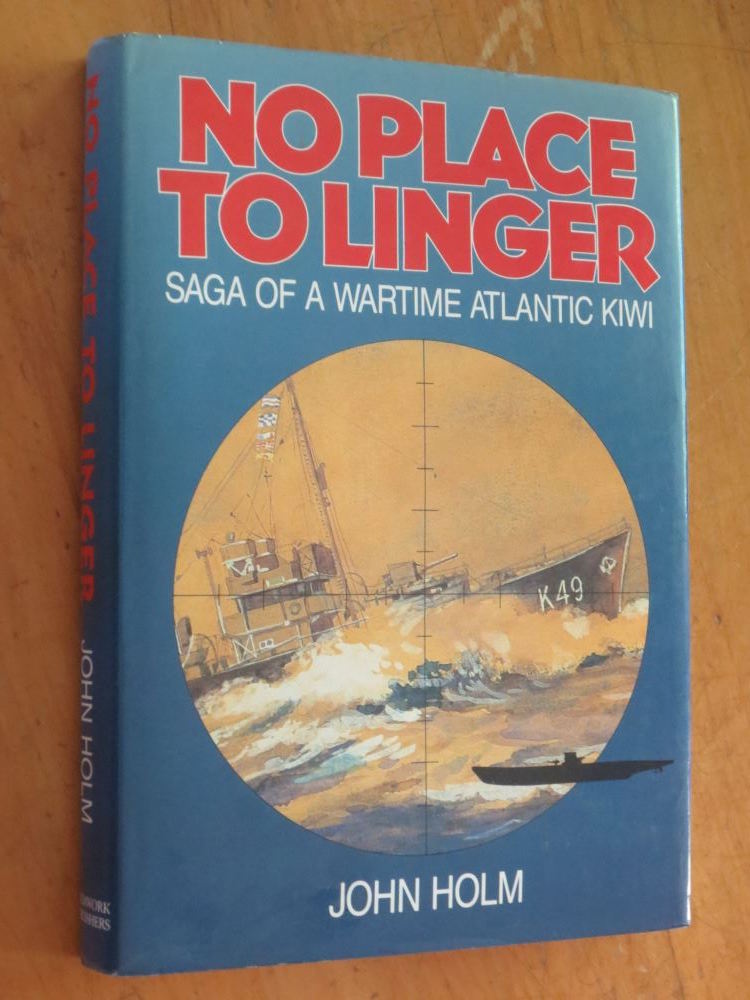 NO PLACE
TO LINGER
SAGA OF A WARTIME ATLANTIC KIWI
K49
JOHN HOLM
NO PLACE TO LINGER JOHN HOLM